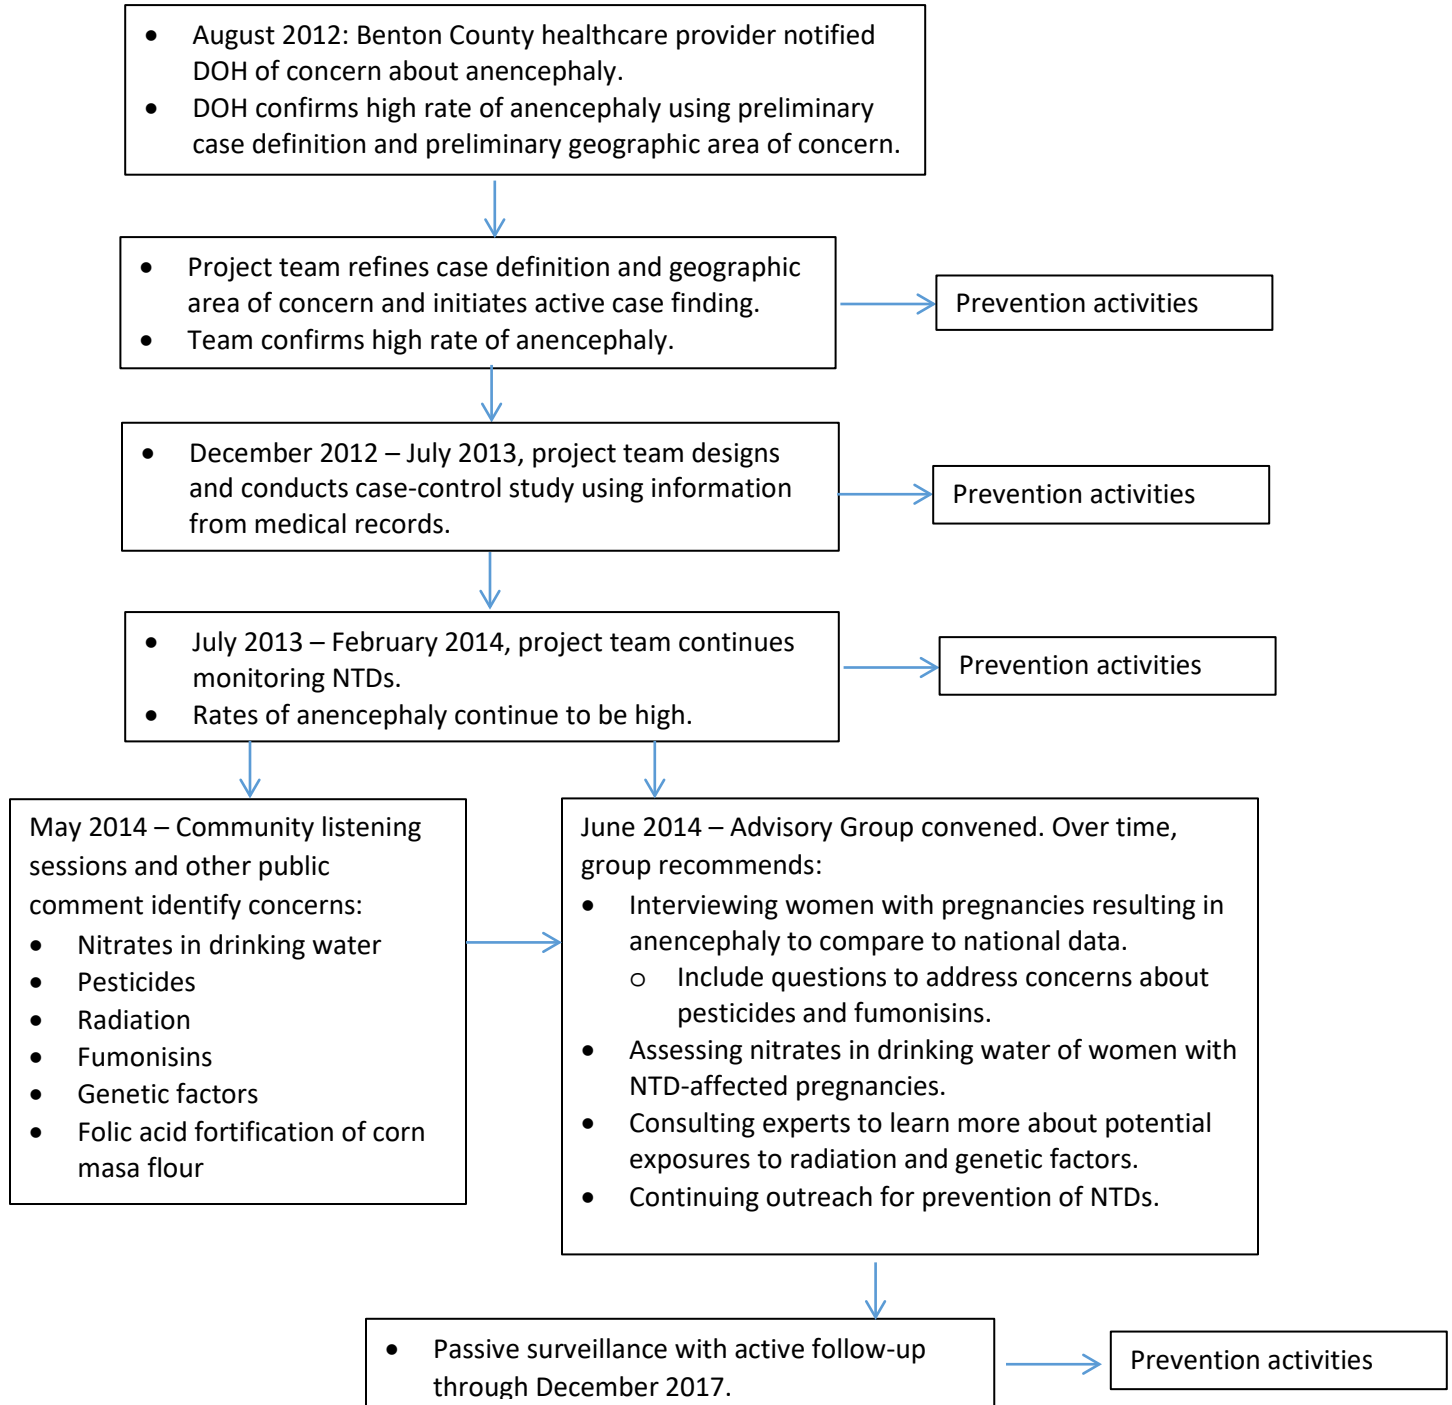 • August 2012: Benton County healthcare provider notified
DOH of concern about anencephaly.
• DOH confirms high rate of anencephaly using preliminary
case definition and preliminary geographic area of concern.
• Project team refines case definition and geographic
area of concern and initiates active case finding.
• Team confirms high rate of anencephaly.
Prevention activities
• December 2012 – July 2013, project team designs
and conducts case-control study using information
from medical records.
Prevention activities
• July 2013 – February 2014, project team continues
monitoring NTDs.
• Rates of anencephaly continue to be high.
Prevention activities
May 2014 – Community listening
sessions and other public
comment identify concerns:
• Nitrates in drinking water
• Pesticides
• Radiation
• Fumonisins
• Genetic factors
• Folic acid fortification of corn
masa flour
June 2014 – Advisory Group convened. Over time,
group recommends:
• Interviewing women with pregnancies resulting in
anencephaly to compare to national data.
o Include questions to address concerns about
pesticides and fumonisins.
• Assessing nitrates in drinking water of women with
NTD-affected pregnancies.
• Consulting experts to learn more about potential
exposures to radiation and genetic factors.
• Continuing outreach for prevention of NTDs.
• Passive surveillance with active follow-up
through December 2017.
Prevention activities